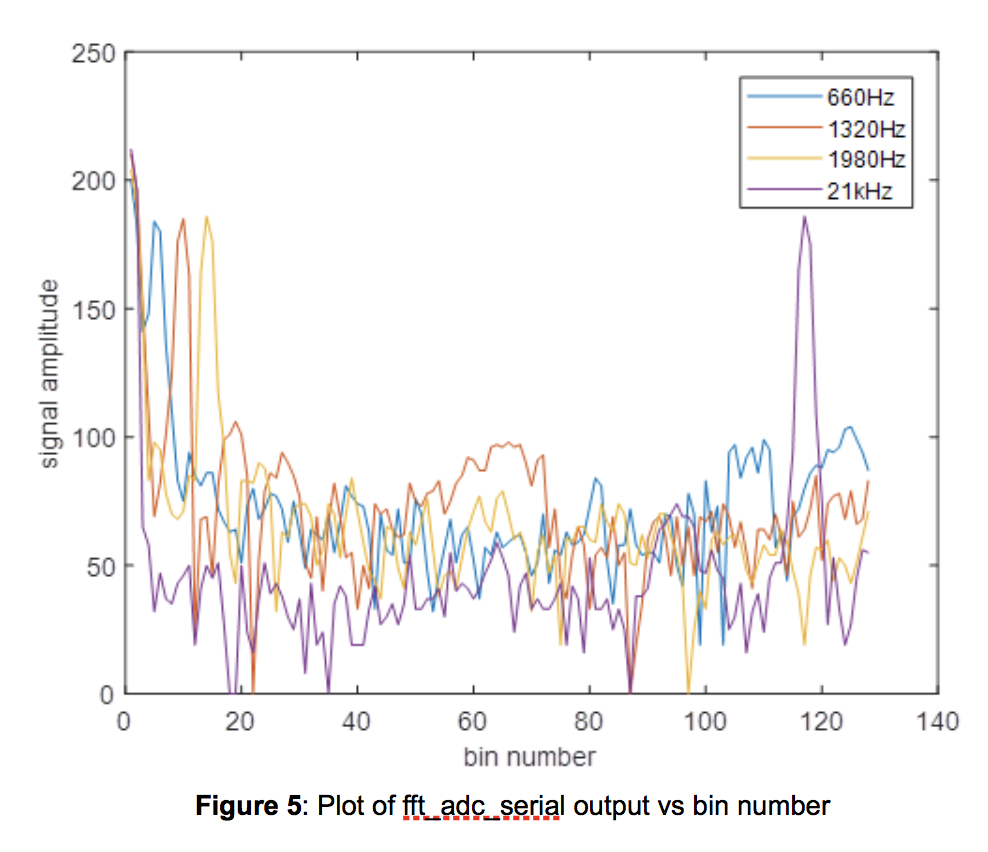 250
200
150
100
50
0
signal amplitude
660Hz
1320Hz
1980Hz
21kHz
0 20 40 60 80 100 120 140
bin number
Figure 5: Plot of fft_adc_serial output vs bin number